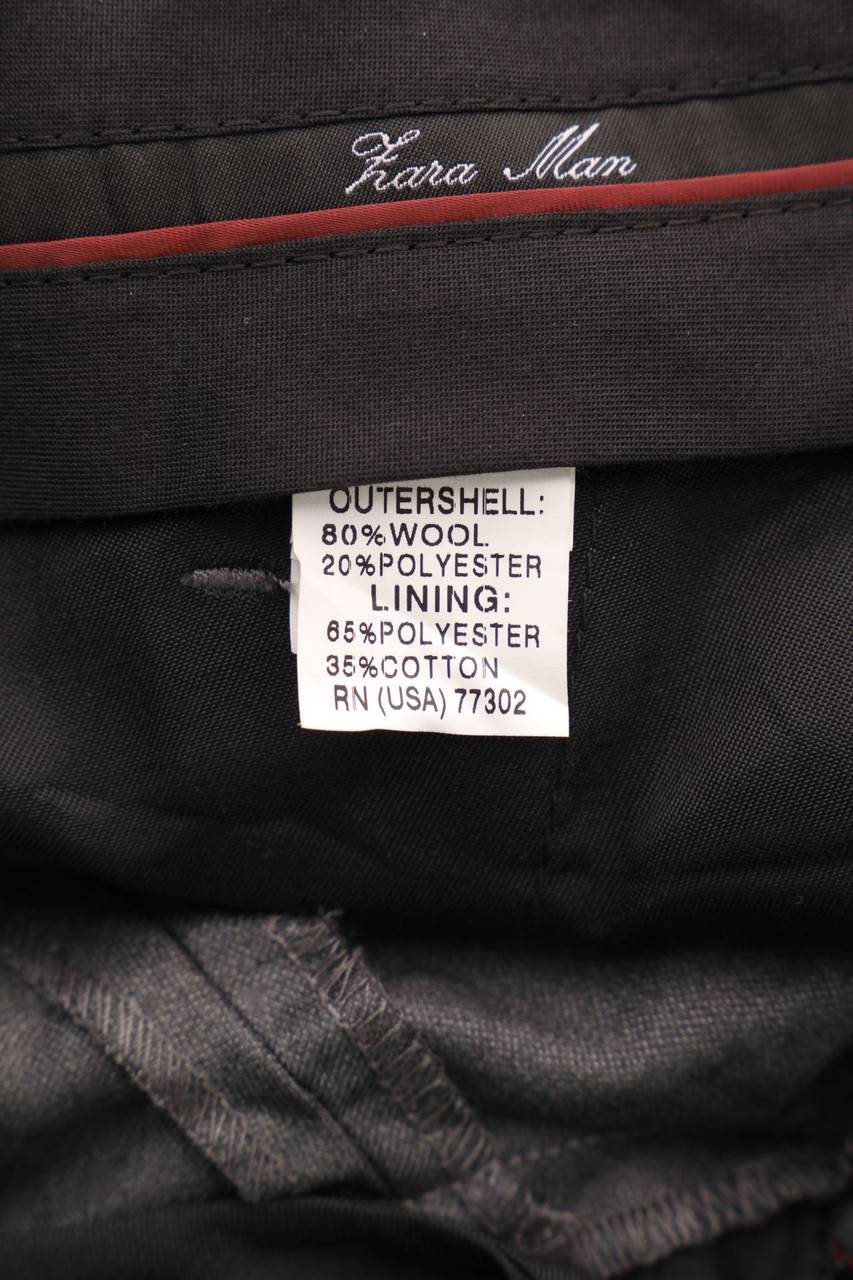 Zara Man
OUTERSHELL:
80%WOOL
20%POLYESTER
LINING:
65%POLYESTER
35%COTTON
RN (USA) 77302